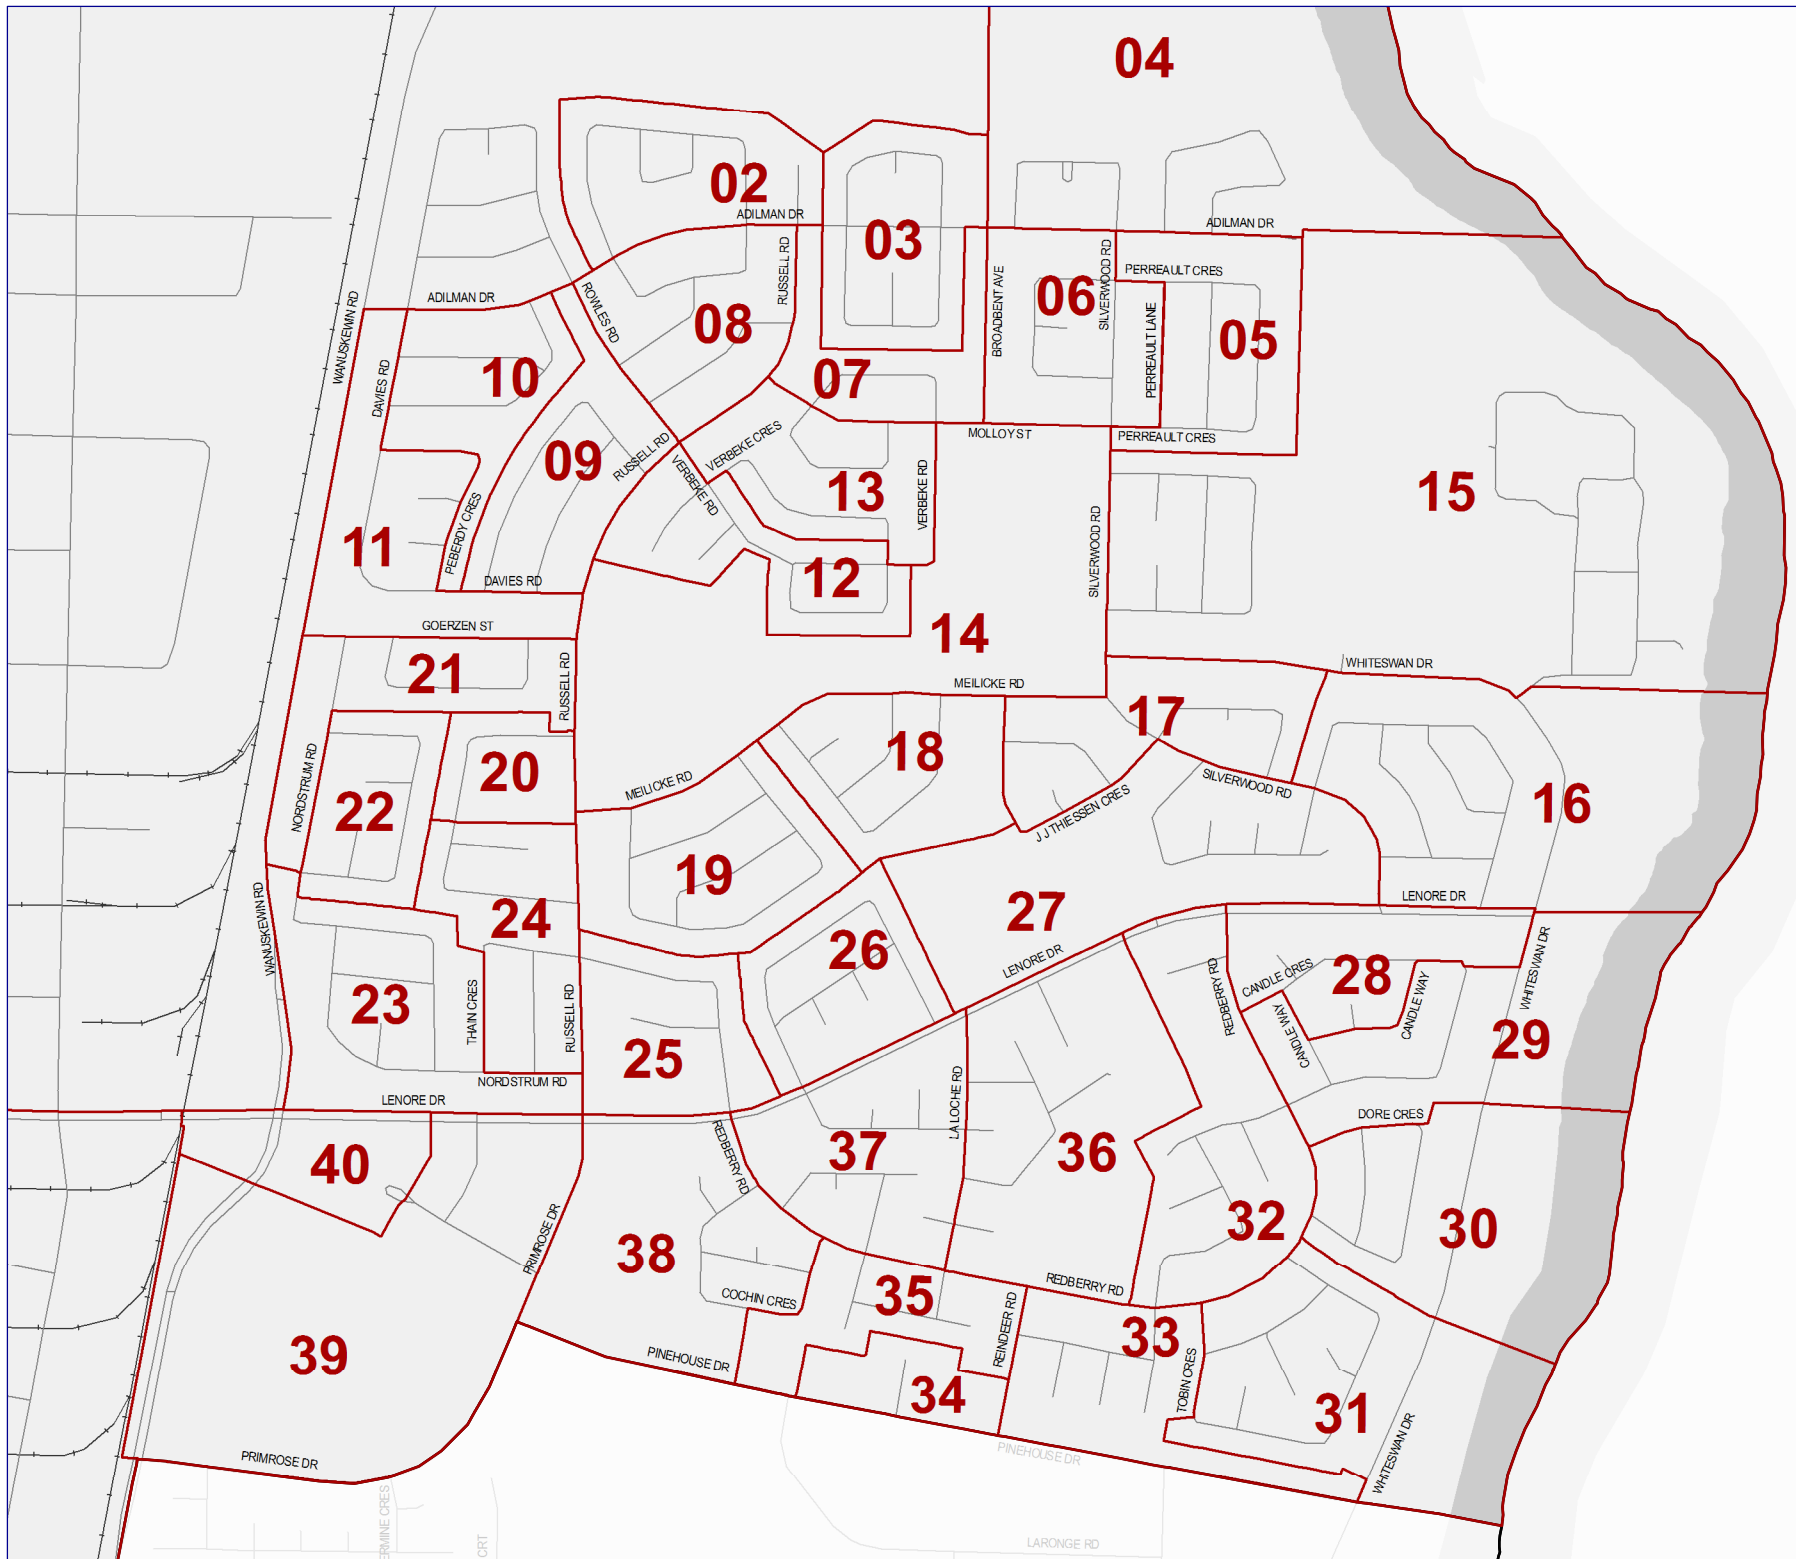 04
02
ADILMAN DR
03
ADILMAN DR
RUSSELL RD
SILVERWOOD RD
PERREAULT CRES
BROADBENT AVE
06
ADILMAN DR
ROWLES RD
WANUSKEWIN RD
08
PERREAULT LANE
05
10
07
DAVIES RD
VERBEKE CRES
MOLLOY ST
PERREAULT CRES
RUSSELL RD
09
VERBEKE RD
13
VERBEKE RD
15
PEBERDY CRES
11
SILVERWOOD RD
DAVIES RD
12
GOERZEN ST
14
21
RUSSELL RD
WHITESWAN DR
MEILICKE RD
17
18
20
NORDSTRUM RD
MEILICKE RD
SILVERWOOD RD
22
J J THIESSEN CRES
16
19
LENORE DR
WANUSKEWIN RD
24
27
26
LENORE DR
REDBERRY RD
CANDLE CRES
28
WHITESWAN DR
23
THAIN CRES
RUSSELL RD
CANDLE WAY
CANDLE WAY
29
25
NORDSTRUM RD
LENORE DR
LA LOCHE RD
DORE CRES
40
REDBERRY RD
37
36
PRIMROSE DR
38
32
30
COCHIN CRES
35
REDBERRY RD
REINDEER RD
33
39
PINEHOUSE DR
34
TOBIN CRES
31
PRIMROSE DR
PINEHOUSE DR
WHITESWAN DR
ERMINE CRES
CRT
LARONGE RD